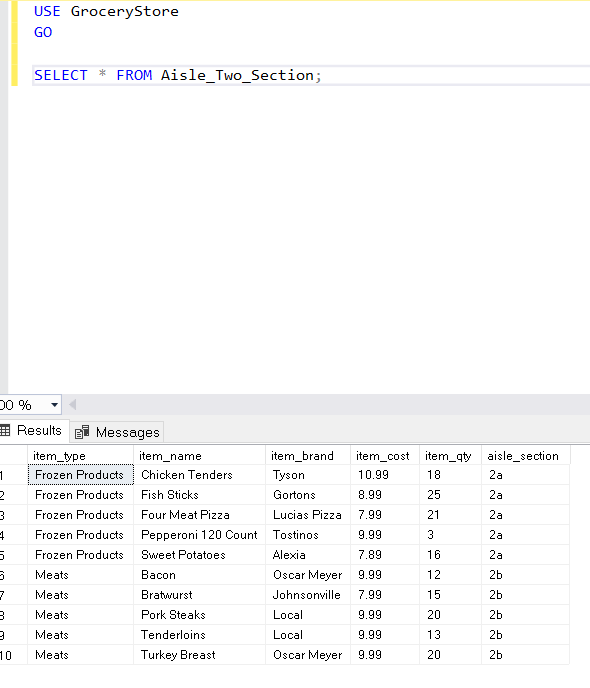 USE GroceryStore
GO
SELECT * FROM Aisle_Two_Section;
00 %
Results Messages
item_type item_name item_brand item_cost item_qty aisle_section
1 Frozen Products Chicken Tenders Tyson 10.99 18 2a
2 Frozen Products Fish Sticks Gortons 8.99 25 2a
3 Frozen Products Four Meat Pizza Lucias Pizza 7.99 21 2a
4 Frozen Products Pepperoni 120 Count Tostinos 9.99 3 2a
5 Frozen Products Sweet Potatoes Alexia 7.89 16 2a
6 Meats Bacon Oscar Meyer 9.99 12 2b
7 Meats Bratwurst Johnsonville 7.99 15 2b
8 Meats Pork Steaks Local 9.99 20 2b
9 Meats Tenderloins Local 9.99 13 2b
10 Meats Turkey Breast Oscar Meyer 9.99 20 2b